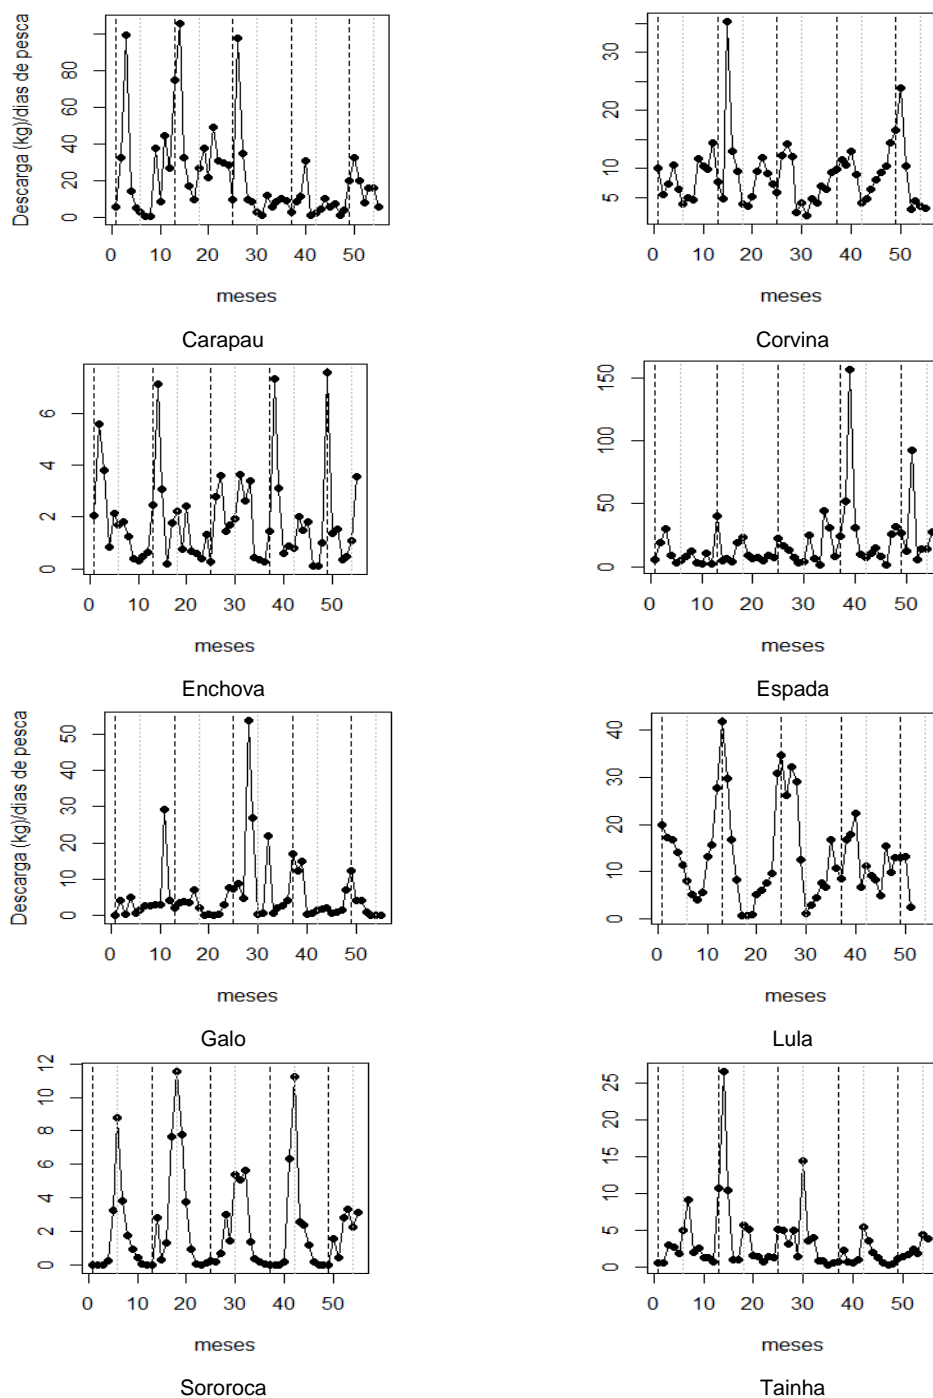 Descarga (kg)/dias de pesca
0 20 40 60 80
0 10 20 30 40 50
meses
Carapau
5 10 20 30
0 10 20 30 40 50
meses
Corvina
0 2 4 6
0 10 20 30 40 50
meses
Enchova
0 50 100 150
0 10 20 30 40 50
meses
Espada
Descarga (kg)/dias de pesca
0 10 20 30 40 50
0 10 20 30 40 50
meses
Galo
0 10 20 30 40
0 10 20 30 40 50
meses
Lula
0 2 4 6 8 10 12
0 10 20 30 40 50
meses
Sororoca
0 5 10 15 20 25
0 10 20 30 40 50
meses
Tainha